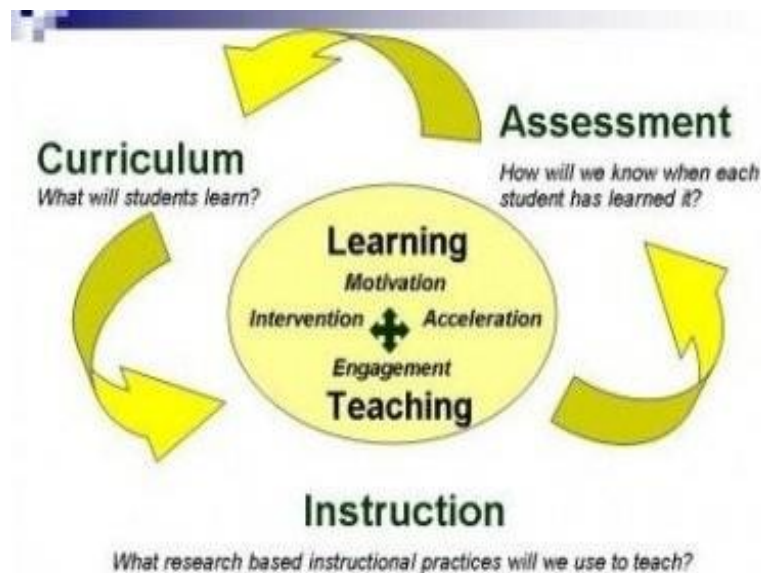 Curriculum
What will students learn?
Assessment
How will we know when each
student has learned it?
Learning
Motivation
Intervention
Acceleration
Engagement
Teaching
Instruction
What research based instructional practices will we use to teach?